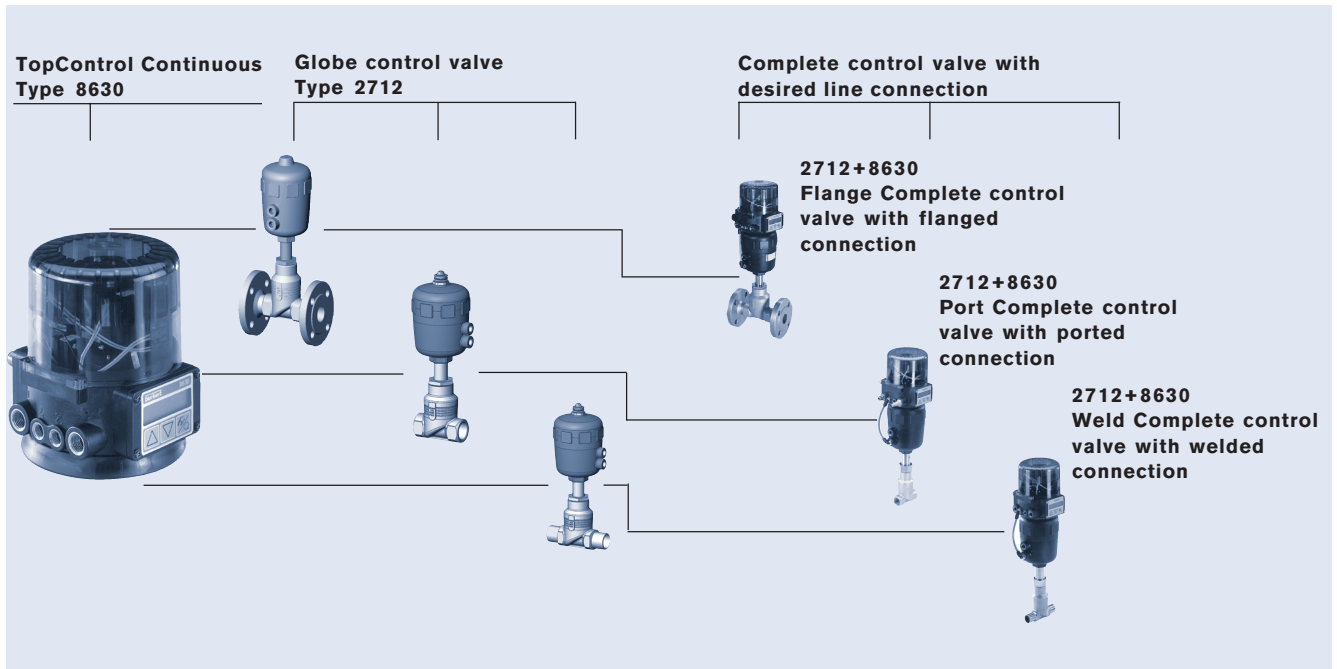 TopControl Continuous
Type 8630
Globe control valve
Type 2712
Complete control valve with
desired line connection
2712+8630
Flange Complete control
valve with flanged
connection
2712+8630
Port Complete control
valve with ported
connection
2712+8630
Weld Complete control
valve with welded
connection